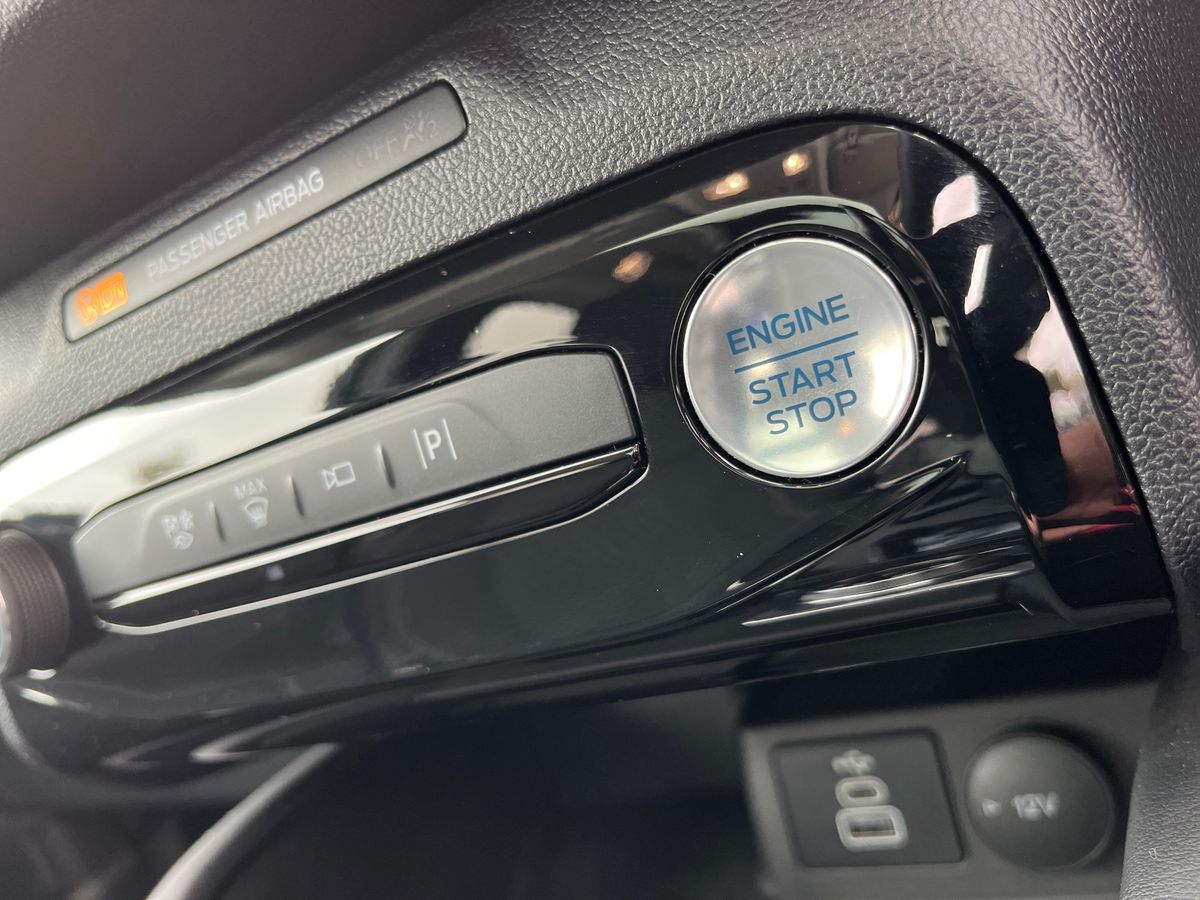 ON PASSENGER AIRBAG OFF
MAX
P
ENGINE
START
STOP
12V